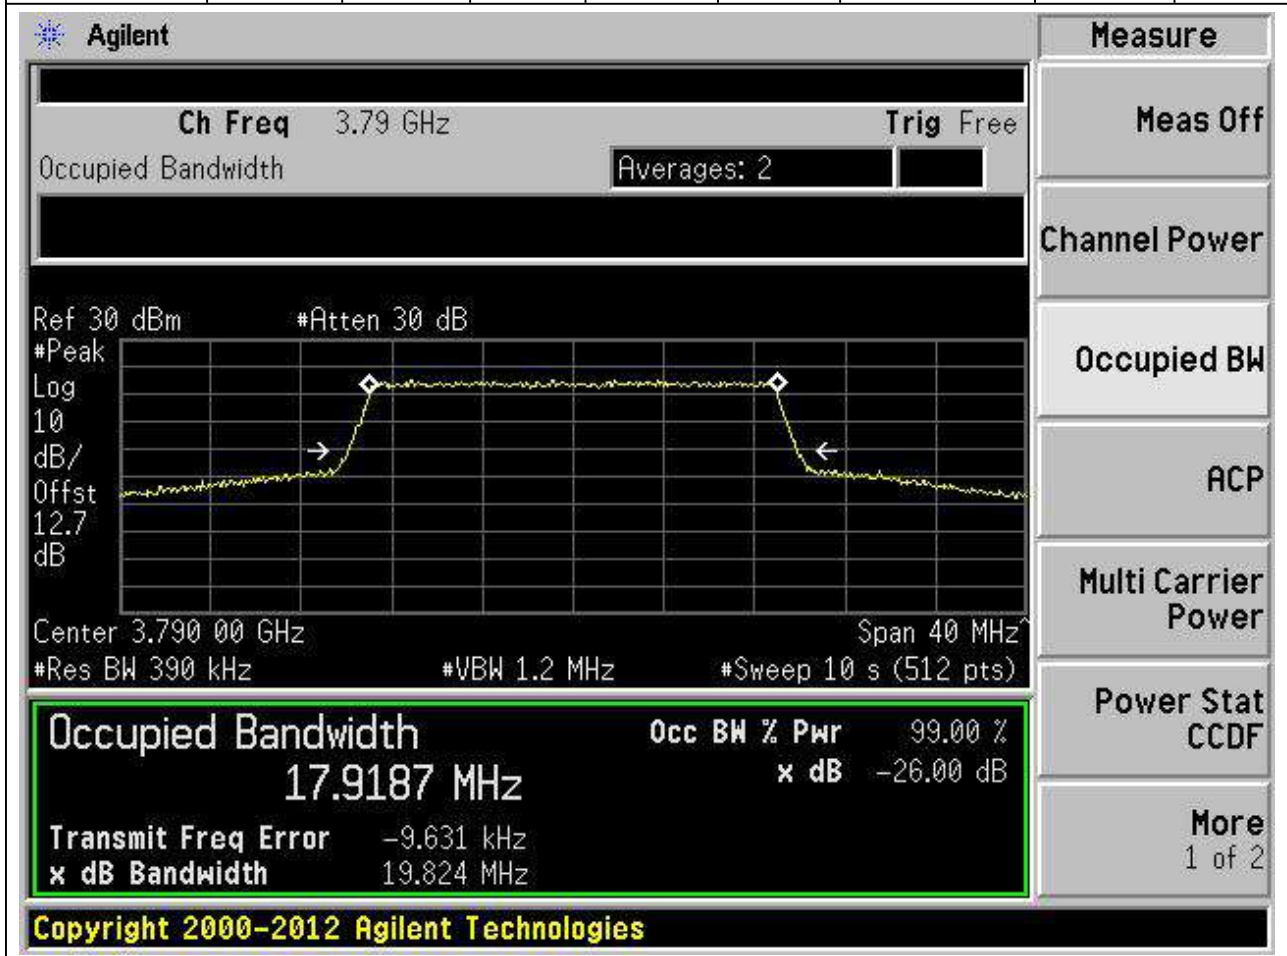 Agilent
Measure
Ch Freq 3.79 GHz Trig Free
Occupied Bandwidth Averages: 2
Meas Off
Channel Power
Occupied BW
ACP
Multi Carrier
Power
Power Stat
CCDF
More
1 of 2
Ref 30 dBm #Atten 30 dB
#Peak
Log
10
dB/
Offst
12.7
dB
Center 3.790 00 GHz Span 40 MHz^
#Res BW 390 kHz #VBW 1.2 MHz #Sweep 10 s (512 pts)
Occupied Bandwidth Occ BW % Pwr 99.00 %
17.9187 MHz x dB -26.00 dB
Transmit Freq Error -9.631 kHz
x dB Bandwidth 19.824 MHz
Copyright 2000-2012 Agilent Technologies